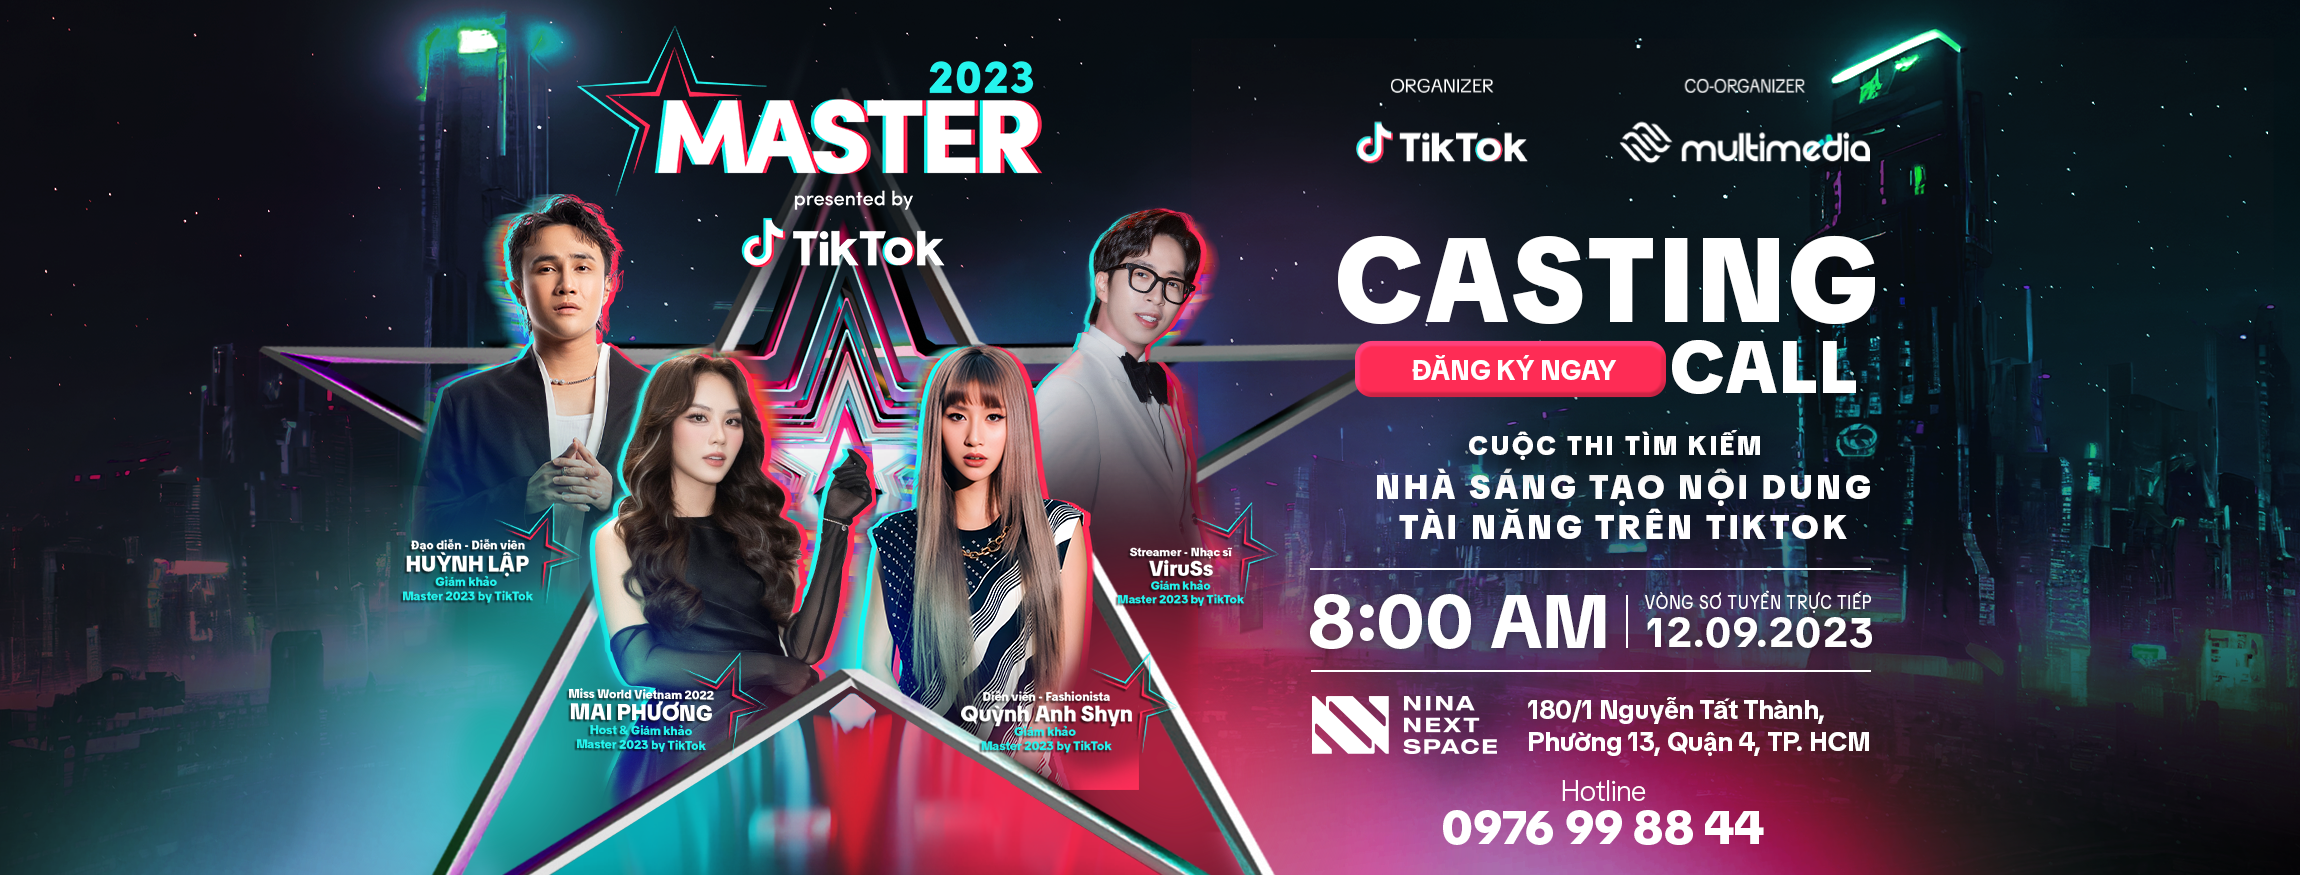 2023
MASTER
presented by
TikTok
Đạo diễn - Diễn viên
HUỲNH LẬP
Giám khảo
Master 2023 by TikTok
Miss World Vietnam 2022
MAI PHƯƠNG
Host & Giám khảo
Master 2023 by TikTok
Diễn viên - Fashionista
Quỳnh Anh Shyn
Giám khảo
Master 2023 by TikTok
Streamer - Nhạc sĩ
ViruSs
Giám khảo
Master 2023 by TikTok
ORGANIZER
TikTok
CO-ORGANIZER
multimedia
CASTING
ĐĂNG KÝ NGAY CALL
CUỘC THI TÌM KIẾM
NHÀ SÁNG TẠO NỘI DUNG
TÀI NĂNG TRÊN TIKTOK
8:00 AM
VÒNG SƠ TUYỂN TRỰC TIẾP
12.09.2023
NINA
NEXT
SPACE
180/1 Nguyễn Tất Thành,
Phường 13, Quận 4, TP. HCM
Hotline
0976 99 88 44